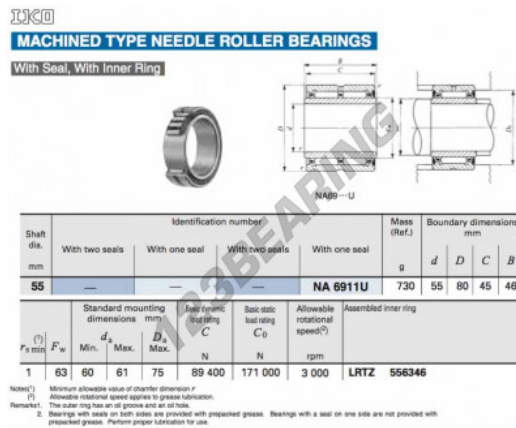 IKO
MACHINED TYPE NEEDLE ROLLER BEARINGS
With Seal, With Inner Ring
B
C
r
D
d
Fw
da
Da
NA69···U
123BEARING
Shaft dia. mm
Identification number
Mass (Ref.) g
Boundary dimensions mm
With two seals With one seal With two seals With one seal
d D C B
55 — — — NA 6911U 730 55 80 45 46
Standard mounting dimensions mm
Basic dynamic load rating C N
Basic static load rating C0 N
Allowable rotational speed(²) rpm
Assembled inner ring
rs min (¹) Fw da Min. Max. Da Max.
1 63 60 61 75 89 400 171 000 3 000 LRTZ 556346
Notes(¹) Minimum allowable value of chamfer dimension r
(²) Allowable rotational speed applies to grease lubrication.
Remarks1. The outer ring has an oil groove and an oil hole.
2. Bearings with seals on both sides are provided with prepacked grease. Bearings with a seal on one side are not provided with
prepacked grease. Perform proper lubrication for use.